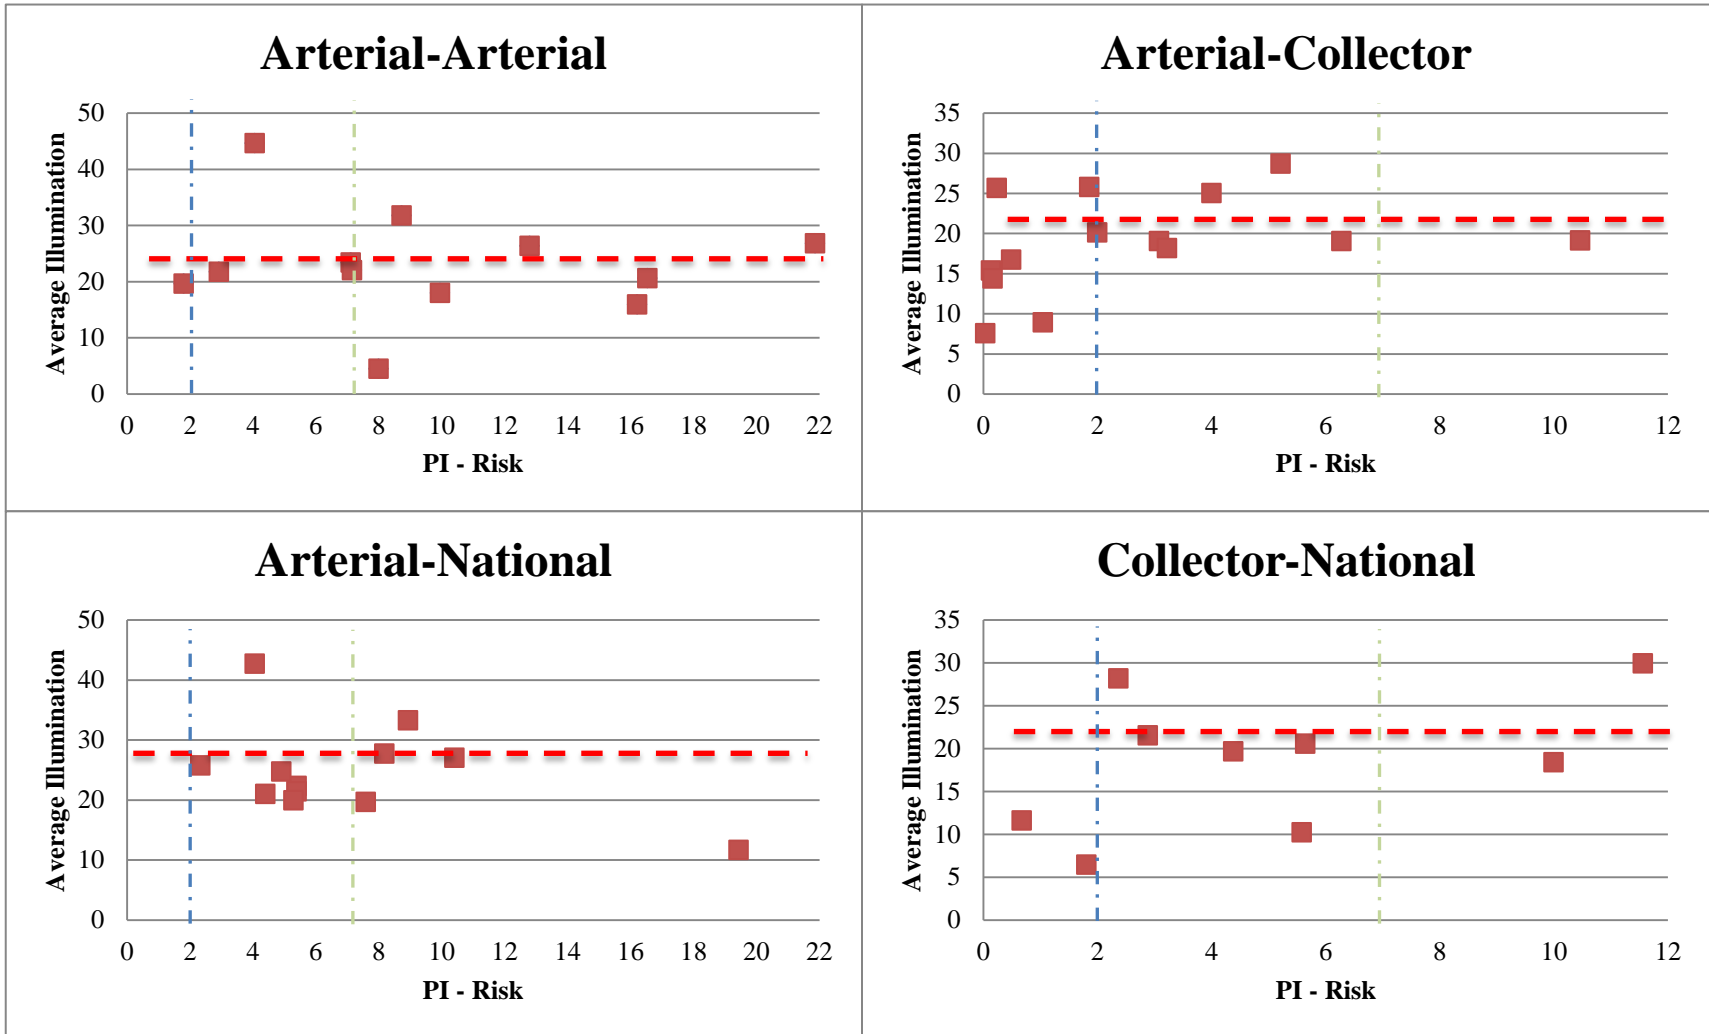 Arterial-Arterial
Average Illumination
50
40
30
20
10
0
0 2 4 6 8 10 12 14 16 18 20 22
PI - Risk
Arterial-Collector
Average Illumination
35
30
25
20
15
10
5
0
0 2 4 6 8 10 12
PI - Risk
Arterial-National
Average Illumination
50
40
30
20
10
0
0 2 4 6 8 10 12 14 16 18 20 22
PI - Risk
Collector-National
Average Illumination
35
30
25
20
15
10
5
0
0 2 4 6 8 10 12
PI - Risk